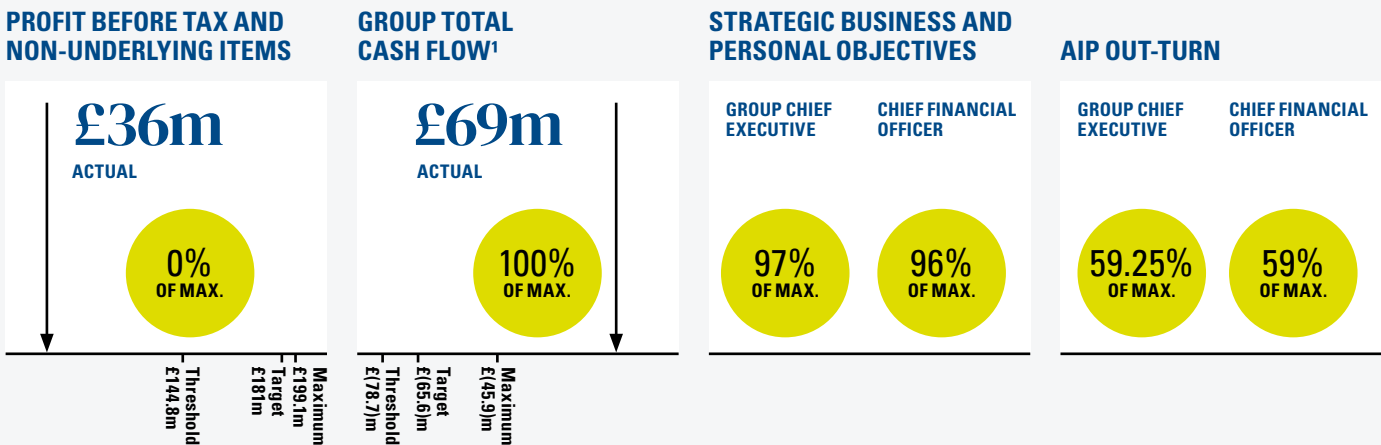 PROFIT BEFORE TAX AND
NON-UNDERLYING ITEMS
£36m
ACTUAL
0%
OF MAX.
Threshold
£144.8m
Target
£181m
Maximum
£199.1m
GROUP TOTAL
CASH FLOW¹
£69m
ACTUAL
100%
OF MAX.
Threshold
£(78.7)m
Target
£(65.6)m
Maximum
£(45.9)m
STRATEGIC BUSINESS AND
PERSONAL OBJECTIVES
GROUP CHIEF
EXECUTIVE
97%
OF MAX.
CHIEF FINANCIAL
OFFICER
96%
OF MAX.
AIP OUT-TURN
GROUP CHIEF
EXECUTIVE
59.25%
OF MAX.
CHIEF FINANCIAL
OFFICER
59%
OF MAX.